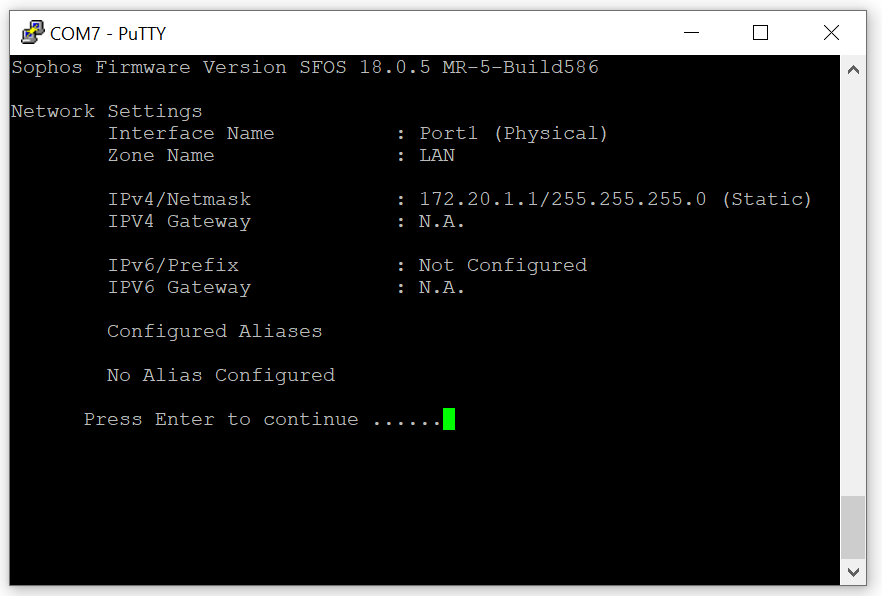 COM7 - PuTTY
Sophos Firmware Version SFOS 18.0.5 MR-5-Build586
Network Settings
Interface Name : Port1 (Physical)
Zone Name : LAN
IPv4/Netmask : 172.20.1.1/255.255.255.0 (Static)
IPV4 Gateway : N.A.
IPv6/Prefix : Not Configured
IPV6 Gateway : N.A.
Configured Aliases
No Alias Configured
Press Enter to continue ......